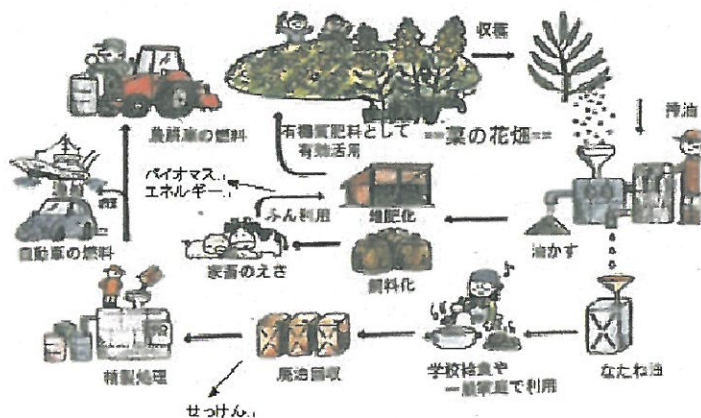 収穫
農耕車の燃料
有機質肥料として
有効活用
==菜の花畑==
搾油
バイオマス
エネルギー
ふん利用
堆肥化
油かす
自動車の燃料
家畜のえさ
飼料化
精製処理
廃油回収
学校給食や
一般家庭で利用
なたね油
せっけん